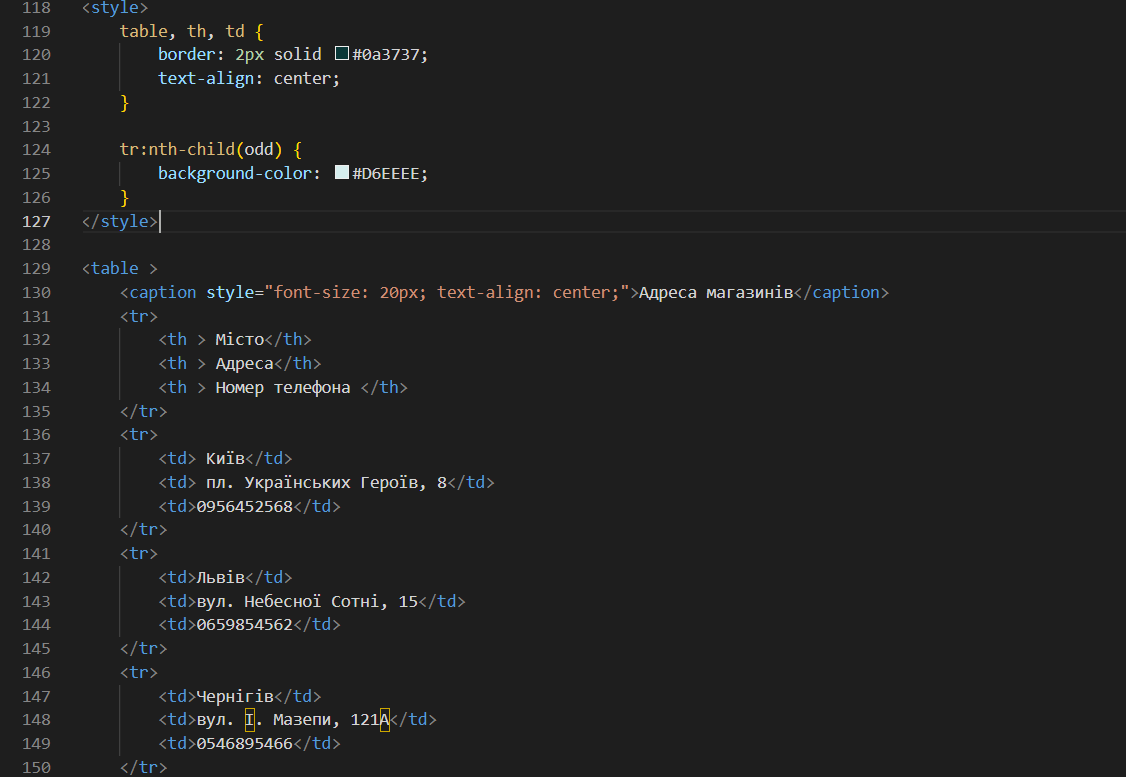 118 <style>
119 table, th, td {
120 border: 2px solid #0a3737;
121 text-align: center;
122 }
123
124 tr:nth-child(odd) {
125 background-color: #D6EEEE;
126 }
127 </style>
128
129 <table >
130 <caption style="font-size: 20px; text-align: center;">Адреса магазинів</caption>
131 <tr>
132 <th > Місто</th>
133 <th > Адреса</th>
134 <th > Номер телефона </th>
135 </tr>
136 <tr>
137 <td> Київ</td>
138 <td> пл. Українських Героїв, 8</td>
139 <td>0956452568</td>
140 </tr>
141 <tr>
142 <td>Львів</td>
143 <td>вул. Небесної Сотні, 15</td>
144 <td>0659854562</td>
145 </tr>
146 <tr>
147 <td>Чернігів</td>
148 <td>вул. І. Мазепи, 121А</td>
149 <td>0546895466</td>
150 </tr>